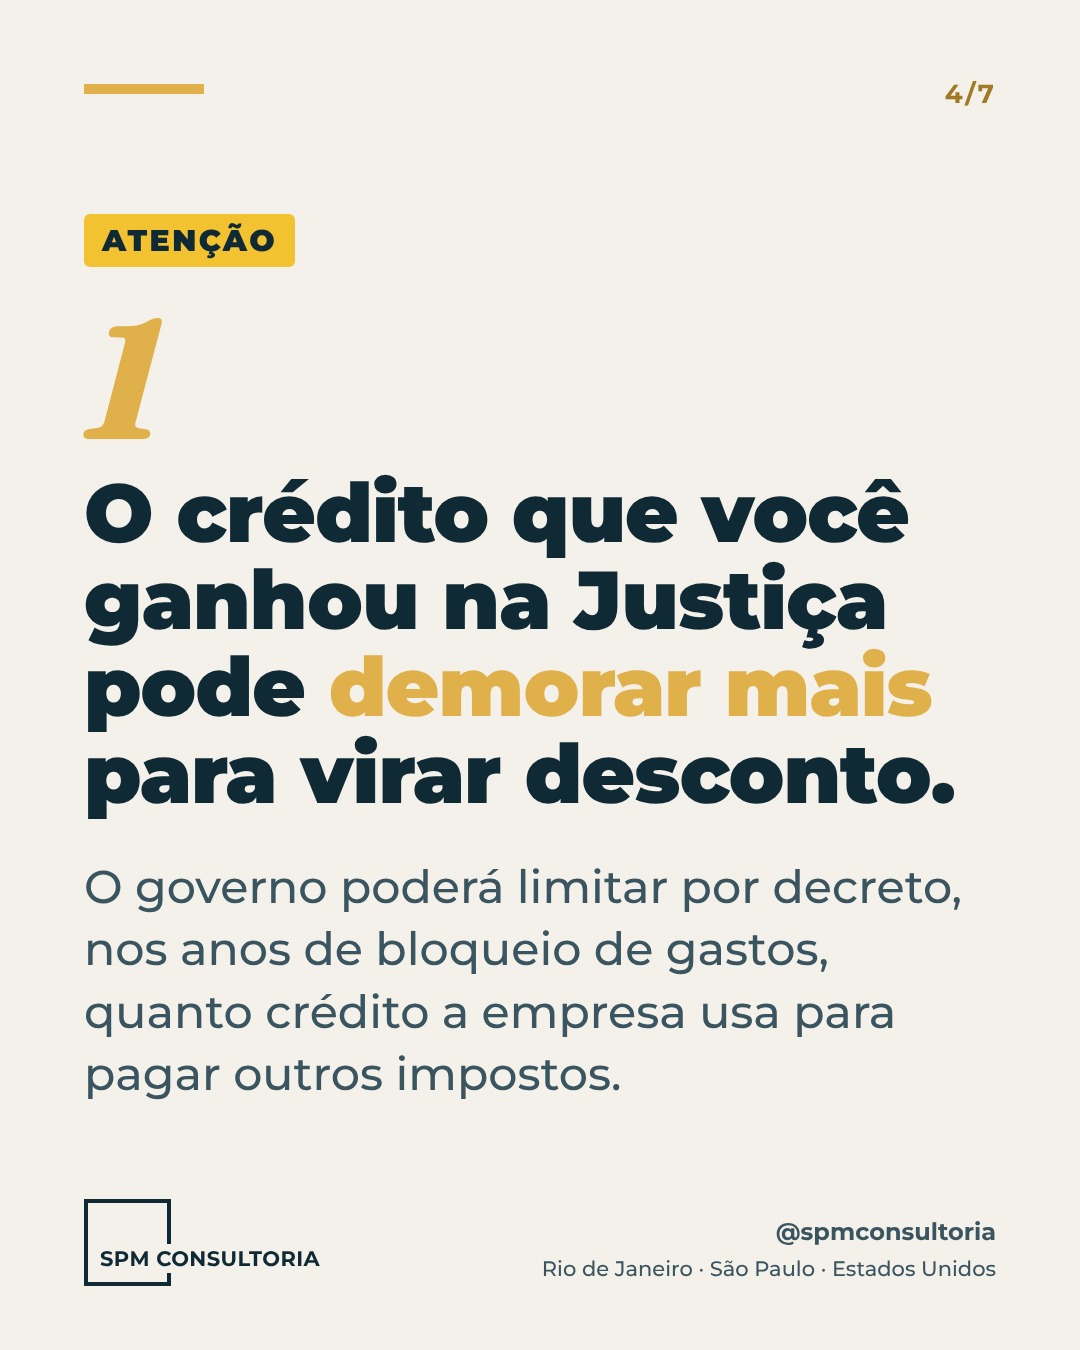 4/7
ATENÇÃO
1
O crédito que você
ganhou na Justiça
pode demorar mais
para virar desconto.
O governo poderá limitar por decreto,
nos anos de bloqueio de gastos,
quanto crédito a empresa usa para
pagar outros impostos.
SPM CONSULTORIA
@spmconsultoria
Rio de Janeiro · São Paulo · Estados Unidos